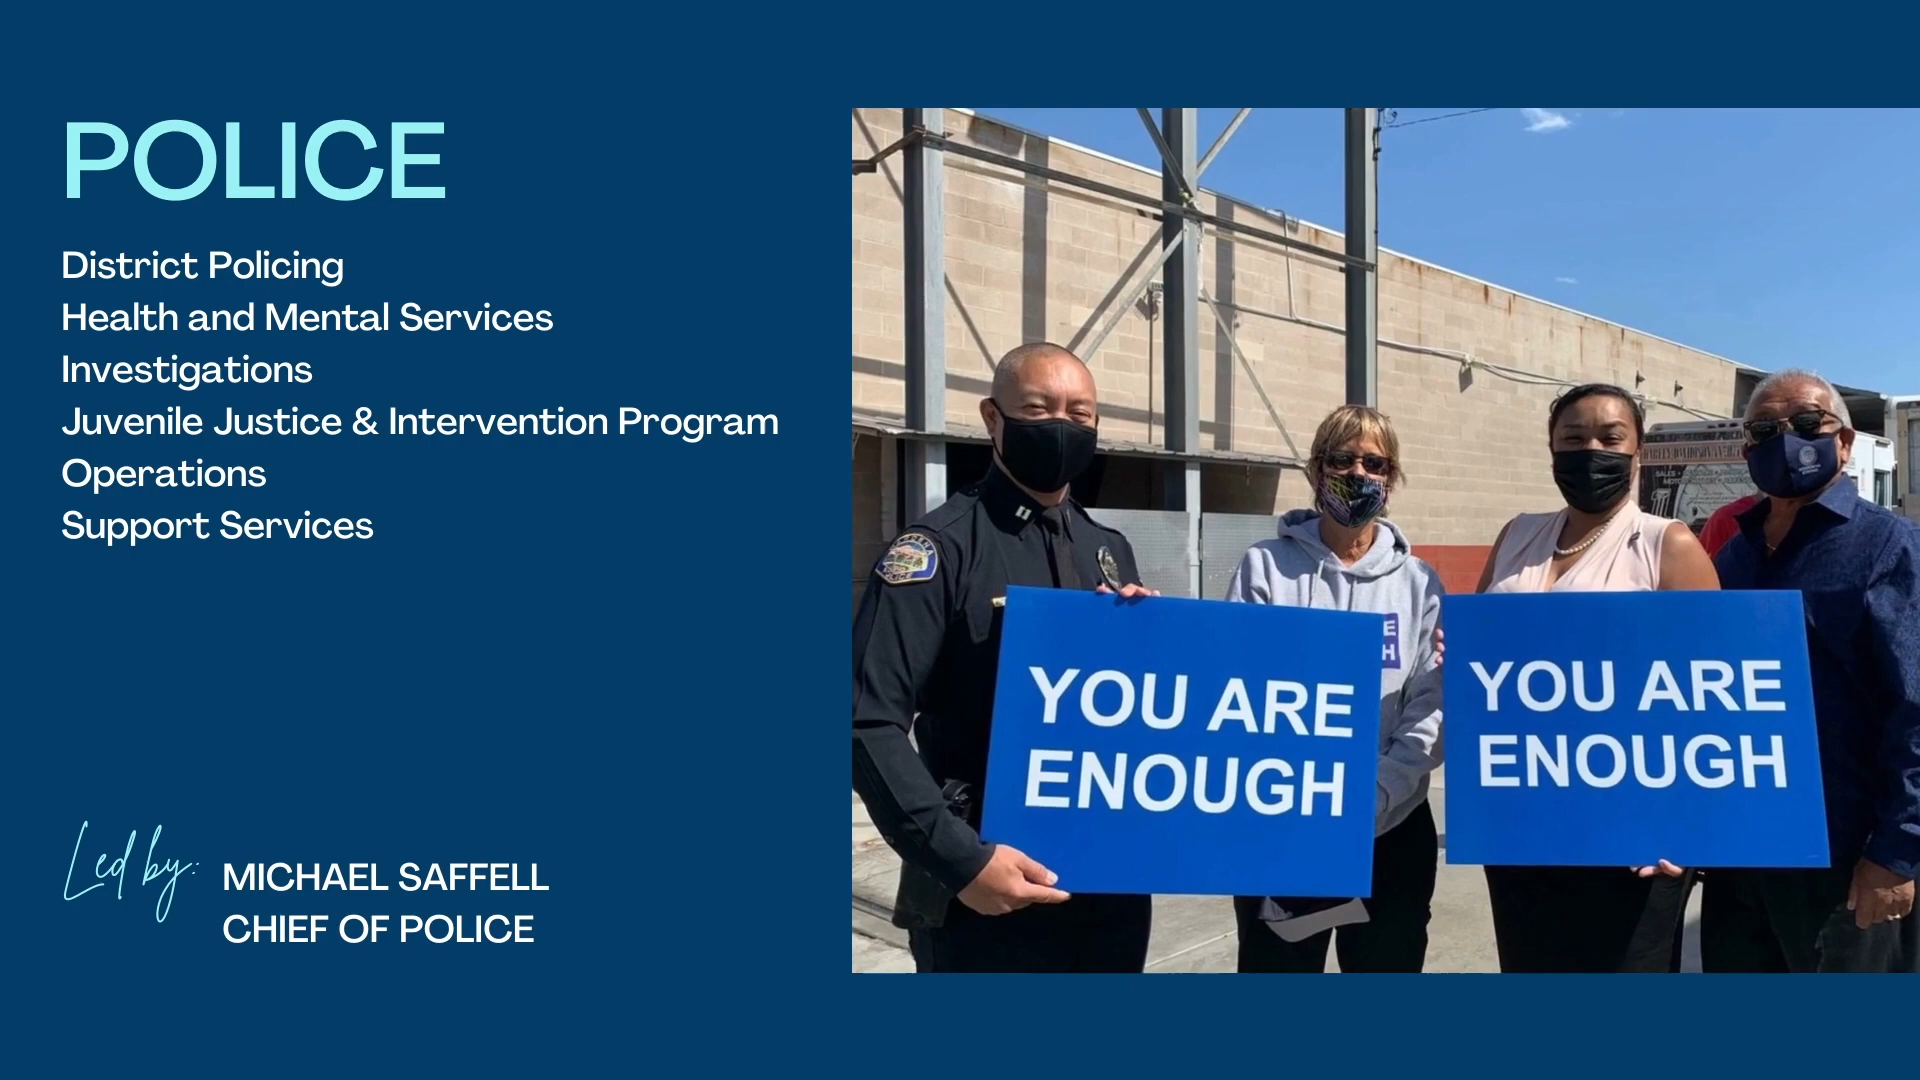 POLICE
District Policing
Health and Mental Services
Investigations
Juvenile Justice & Intervention Program
Operations
Support Services
Led by:
MICHAEL SAFFELL
CHIEF OF POLICE
POLICE
E
H
YOU ARE
ENOUGH
YOU ARE
ENOUGH